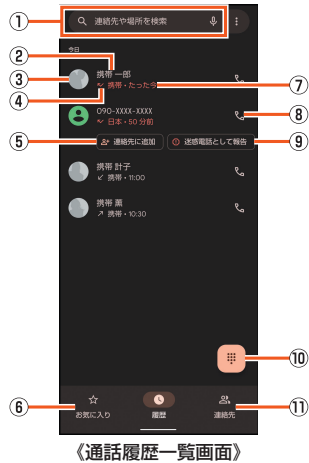 ①
連絡先や場所を検索
今日
②
③
携帯 一郎
携帯・たった今
⑦
④
090-XXXX-XXXX
日本・50 分前
⑧
⑤
連絡先に追加
迷惑電話として報告
⑨
携帯 計子
携帯・11:00
携帯 薫
携帯・10:30
⑩
⑥
お気に入り
履歴
連絡先
⑪
《通話履歴一覧画面》